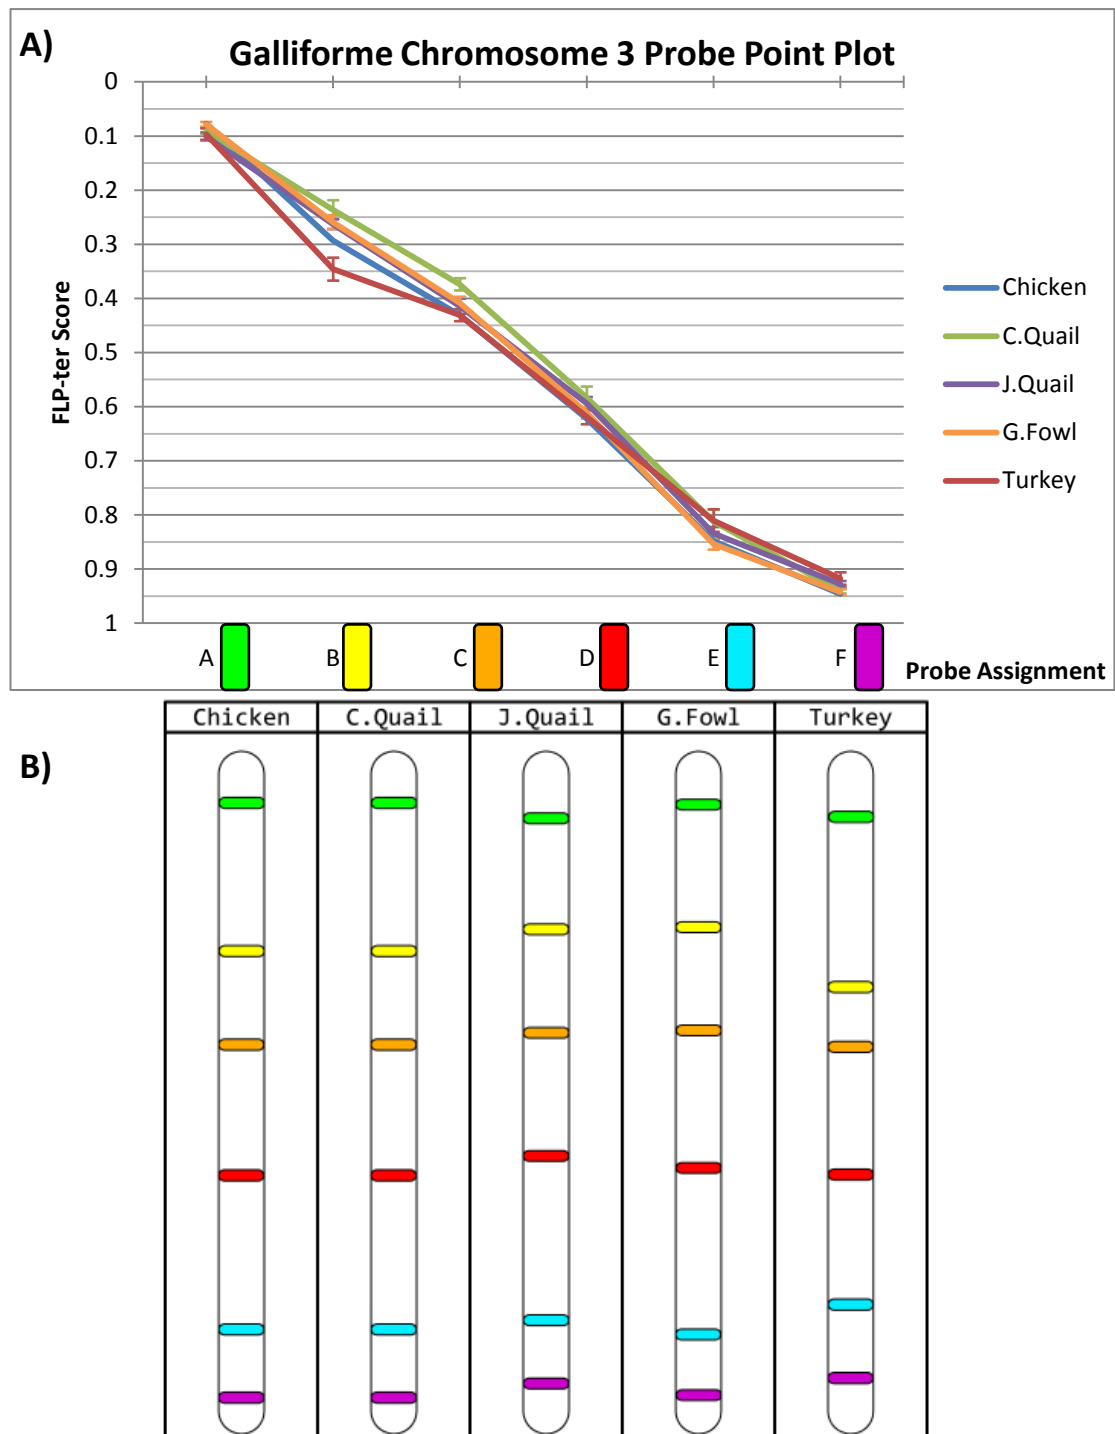 A)
Galliforme Chromosome 3 Probe Point Plot
0
0.1
0.2
0.3
0.4
0.5
0.6
0.7
0.8
0.9
1
FLP-ter Score
Chicken
C.Quail
J.Quail
G.Fowl
Turkey
A B C D E F
Probe Assignment
B)
Chicken C.Quail J.Quail G.Fowl Turkey